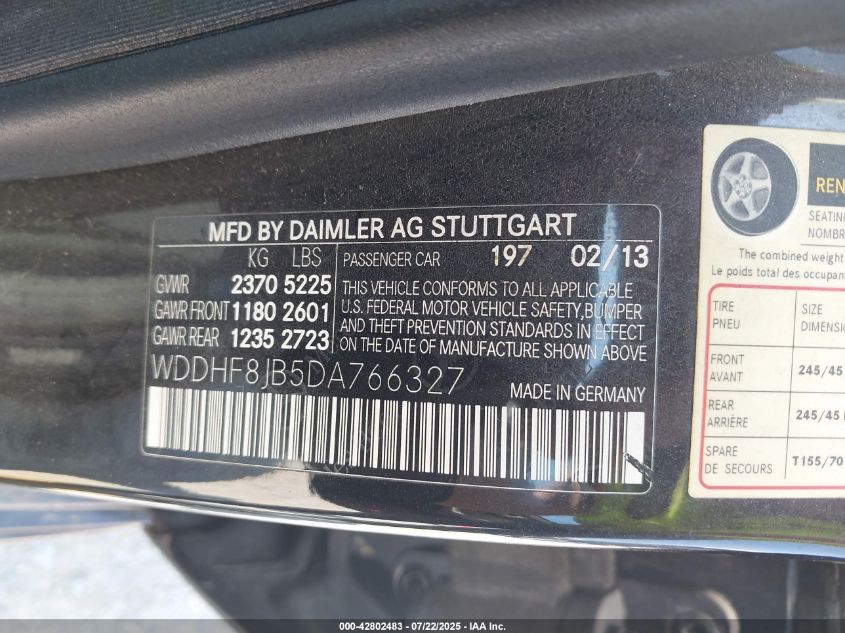 MFD BY DAIMLER AG STUTTGART
KG LBS
GVWR 2370 5225
GAWR FRONT 1180 2601
GAWR REAR 1235 2723
PASSENGER CAR 197 02/13
THIS VEHICLE CONFORMS TO ALL APPLICABLE
U.S. FEDERAL MOTOR VEHICLE SAFETY, BUMPER
AND THEFT PREVENTION STANDARDS IN EFFECT
ON THE DATE OF MANUFACTURE SHOWN ABOVE
WDDHF8JB5DA766327
MADE IN GERMANY
SEATING
The combined weight
Le poids total des occupant
TIRE SIZE
PNEU
FRONT
AVANT 245/45
REAR
ARRIÈRE 245/45
SPARE
DE SECOURS T155/70
000-42802483 - 07/22/2025 - IAA Inc.